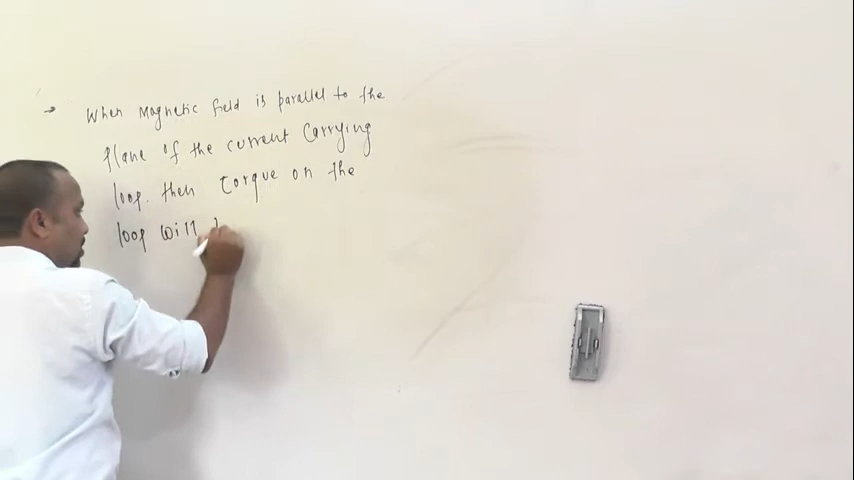 → When Magnetic field is parallel to the
plane of the current Carrying
loop. then torque on the
loop will